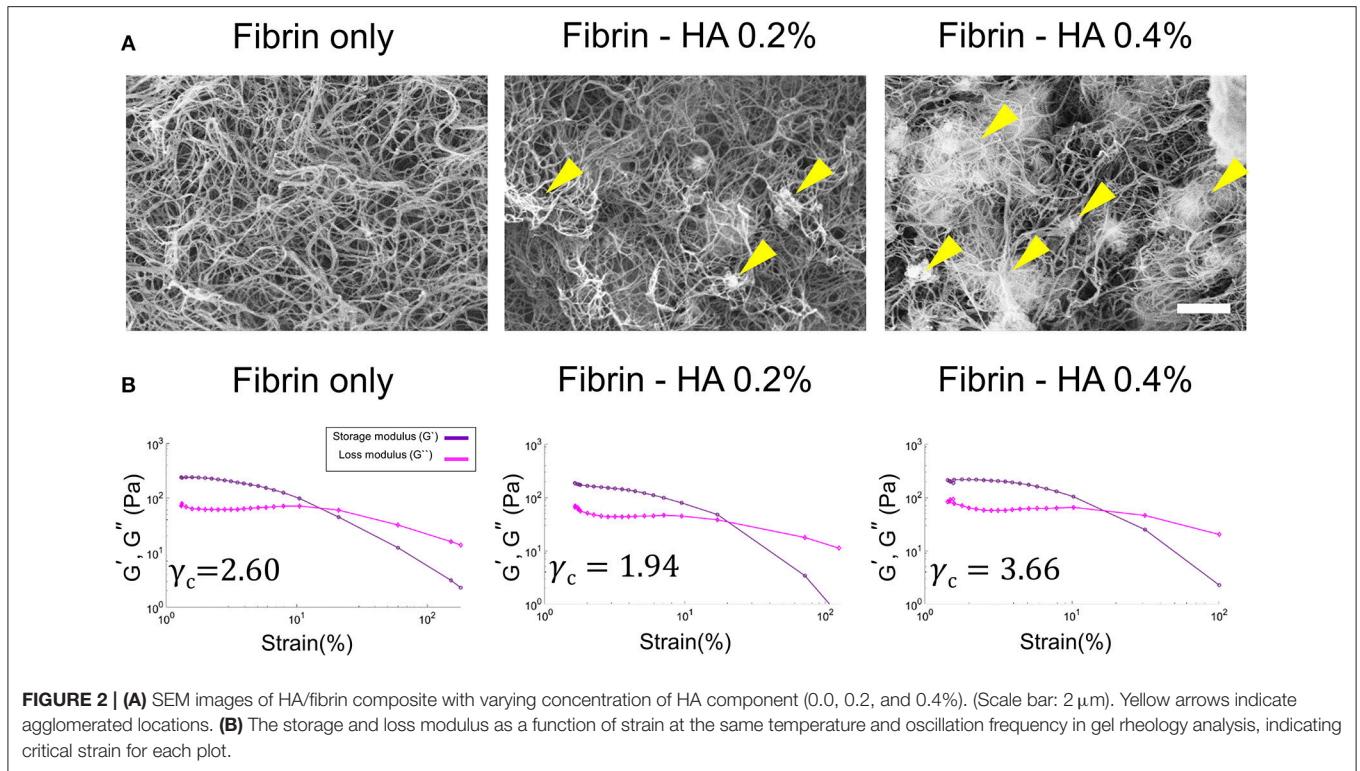 A
Fibrin only
Fibrin - HA 0.2%
Fibrin - HA 0.4%
B
Fibrin only
Fibrin - HA 0.2%
Fibrin - HA 0.4%
10³
10²
10¹
10⁰
G′, G″ (Pa)
Storage modulus (G`)
Loss modulus (G``)
γc=2.60
10⁰
10¹
10²
Strain(%)
10³
10²
10¹
10⁰
G′, G″ (Pa)
γc = 1.94
10⁰
10¹
10²
Strain(%)
10³
10²
10¹
10⁰
G′, G″ (Pa)
γc = 3.66
10⁰
10¹
10²
Strain(%)
FIGURE 2 | (A) SEM images of HA/fibrin composite with varying concentration of HA component (0.0, 0.2, and 0.4%). (Scale bar: 2 μm). Yellow arrows indicate
agglomerated locations. (B) The storage and loss modulus as a function of strain at the same temperature and oscillation frequency in gel rheology analysis, indicating
critical strain for each plot.